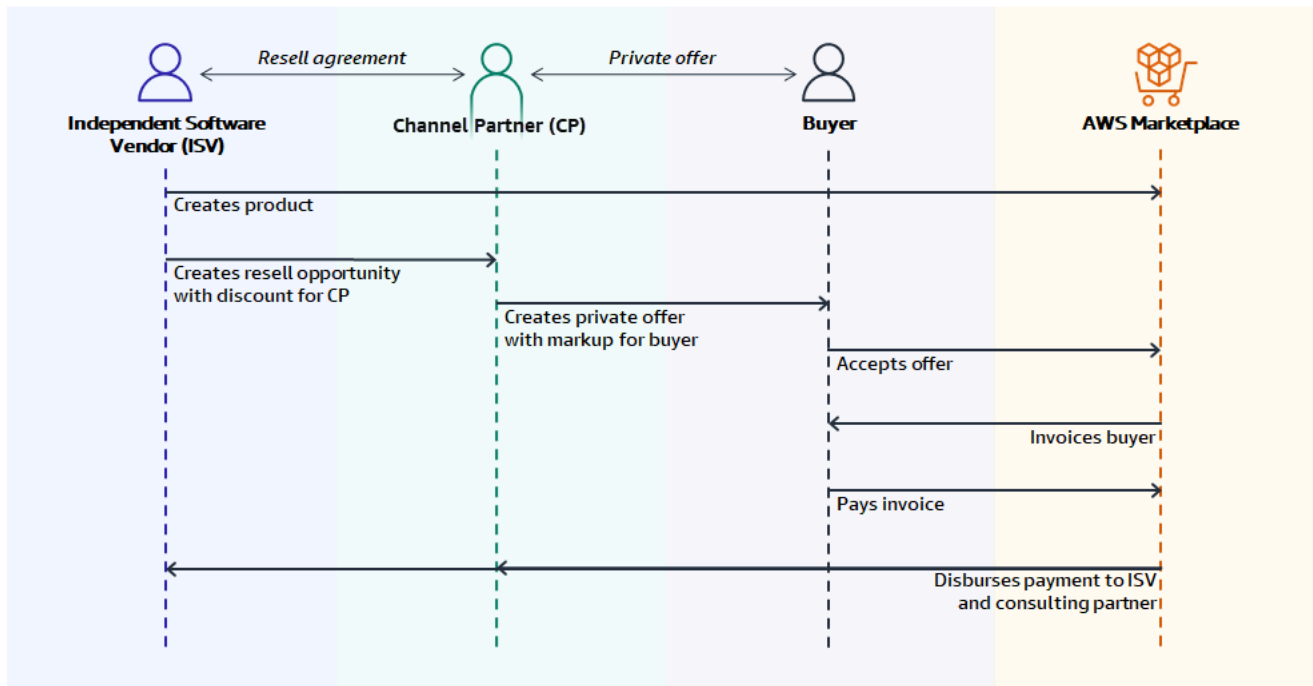 Resell agreement
Private offer
Independent Software
Vendor (ISV)
Channel Partner (CP)
Buyer
AWS Marketplace
Creates product
Creates resell opportunity
with discount for CP
Creates private offer
with markup for buyer
Accepts offer
Invoices buyer
Pays invoice
Disburses payment to ISV
and consulting partner